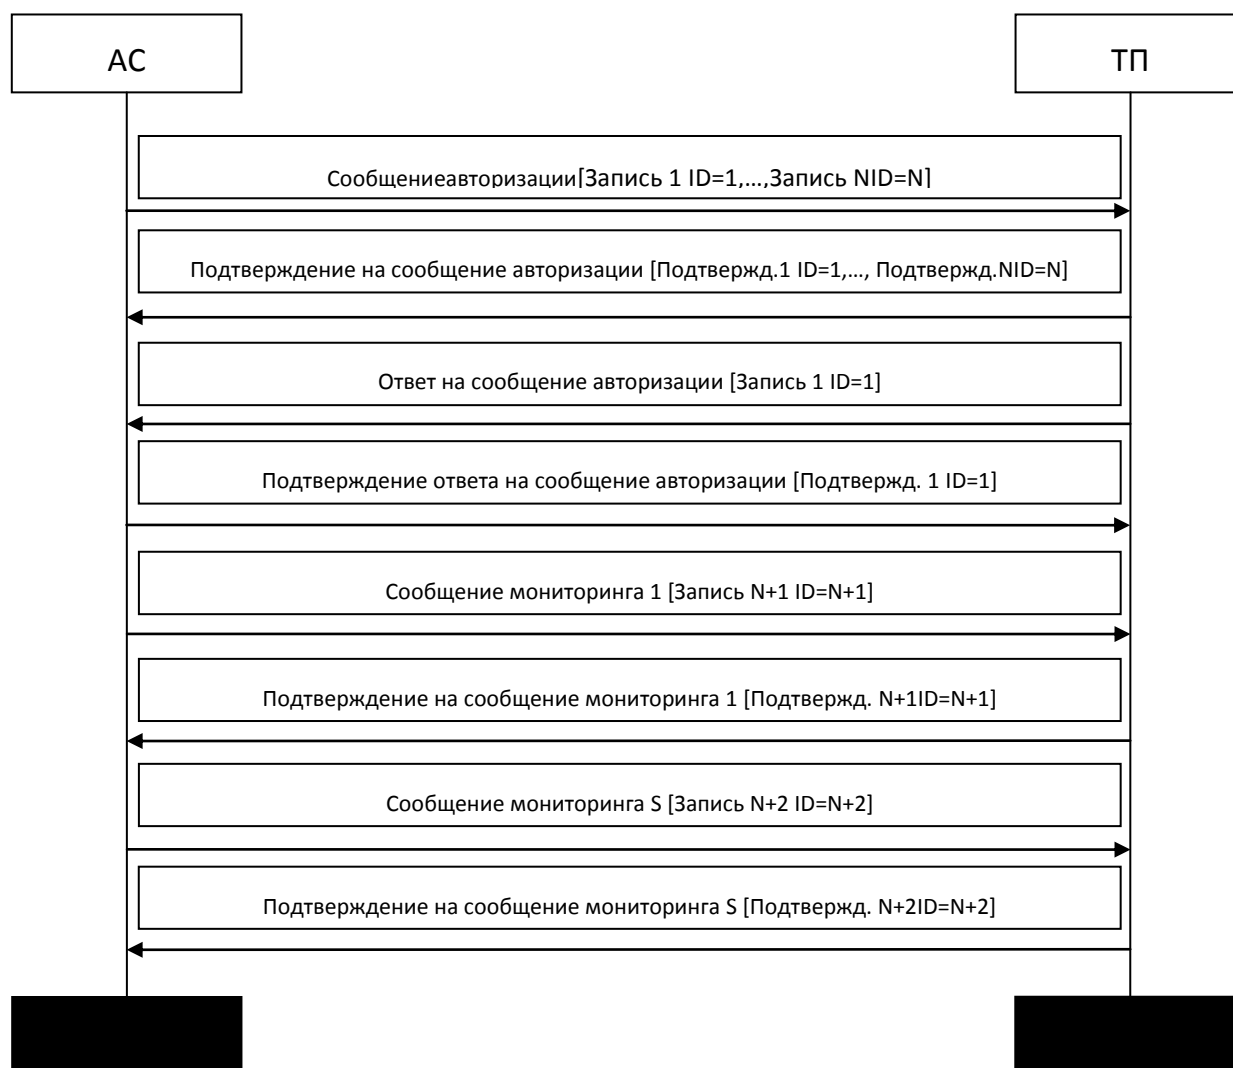 АС
ТП
Сообщениеавторизации[Запись 1 ID=1,…,Запись NID=N]
Подтверждение на сообщение авторизации [Подтвержд.1 ID=1,…, Подтвержд.NID=N]
Ответ на сообщение авторизации [Запись 1 ID=1]
Подтверждение ответа на сообщение авторизации [Подтвержд. 1 ID=1]
Сообщение мониторинга 1 [Запись N+1 ID=N+1]
Подтверждение на сообщение мониторинга 1 [Подтвержд. N+1ID=N+1]
Сообщение мониторинга S [Запись N+2 ID=N+2]
Подтверждение на сообщение мониторинга S [Подтвержд. N+2ID=N+2]